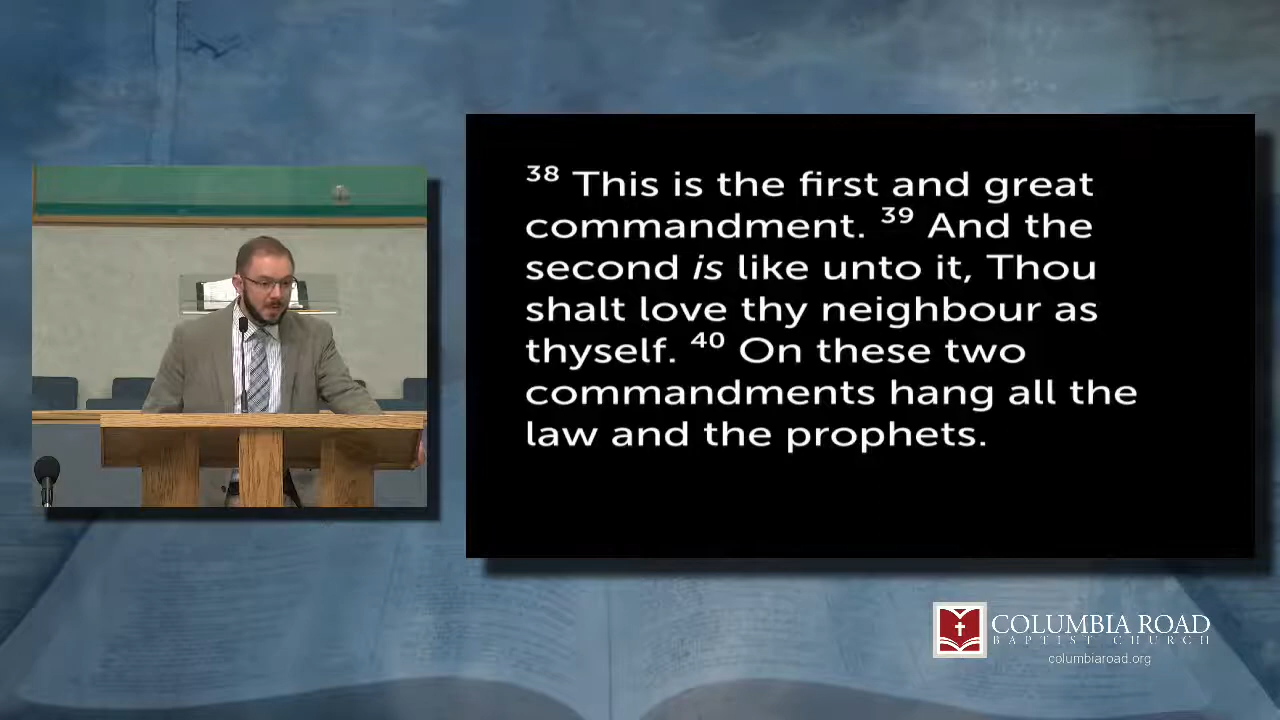 ³⁸ This is the first and great
commandment. ³⁹ And the
second is like unto it, Thou
shalt love thy neighbour as
thyself. ⁴⁰ On these two
commandments hang all the
law and the prophets.
COLUMBIA ROAD
BAPTIST CHURCH
columbiaroad.org